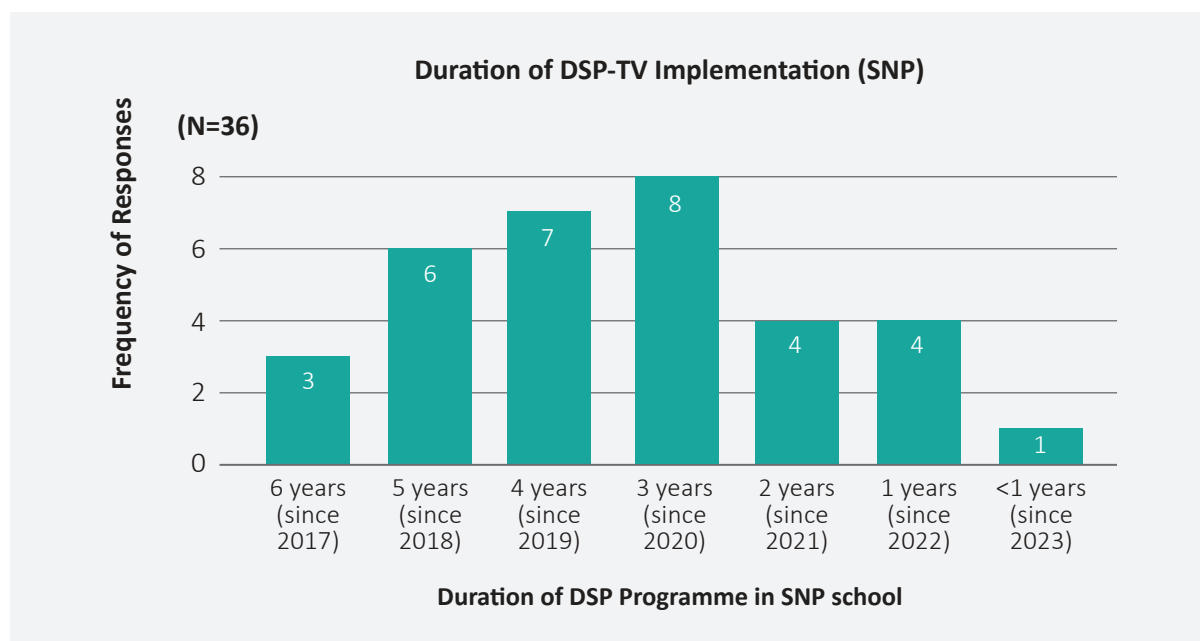 Duration of DSP-TV Implementation (SNP)
(N=36)
Frequency of Responses
8
6
4
2
0
3
6
7
8
4
4
1
6 years
(since
2017)
5 years
(since
2018)
4 years
(since
2019)
3 years
(since
2020)
2 years
(since
2021)
1 years
(since
2022)
<1 years
(since
2023)
Duration of DSP Programme in SNP school